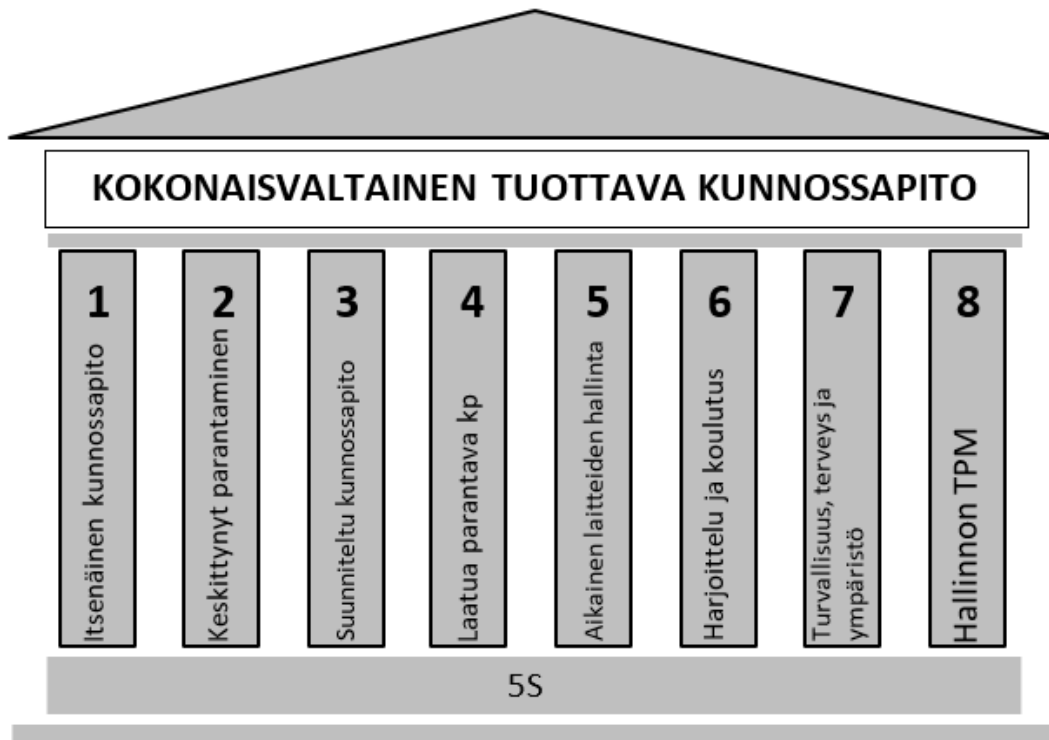 KOKONAISVALTAINEN TUOTTAVA KUNNOSSAPITO
1
Itsenäinen kunnossapito
2
Keskittynyt parantaminen
3
Suunniteltu kunnossapito
4
Laatua parantava kp
5
Aikainen laitteiden hallinta
6
Harjoittelu ja koulutus
7
Turvallisuus, terveys ja
ympäristö
8
Hallinnon TPM
5S